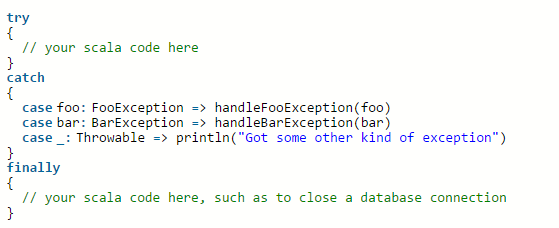 try
{
  // your scala code here
}
catch
{
  case foo: FooException => handleFooException(foo)
  case bar: BarException => handleBarException(bar)
  case _: Throwable => println("Got some other kind of exception")
}
finally
{
  // your scala code here, such as to close a database connection
}